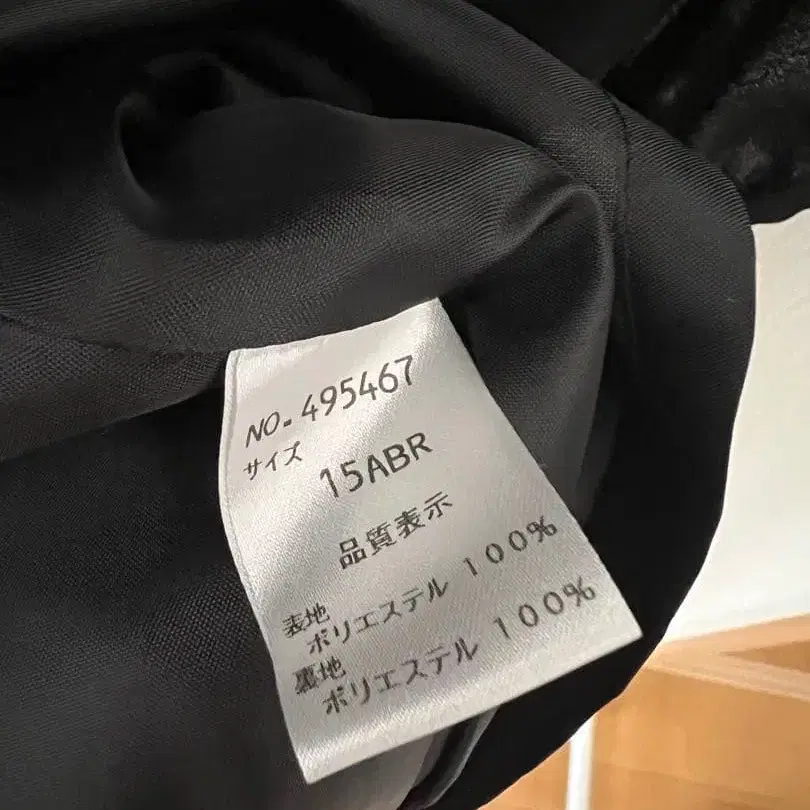 NO. 495467
サイズ
15ABR
品質表示
表地
ポリエステル 100%
裏地
ポリエステル 100%